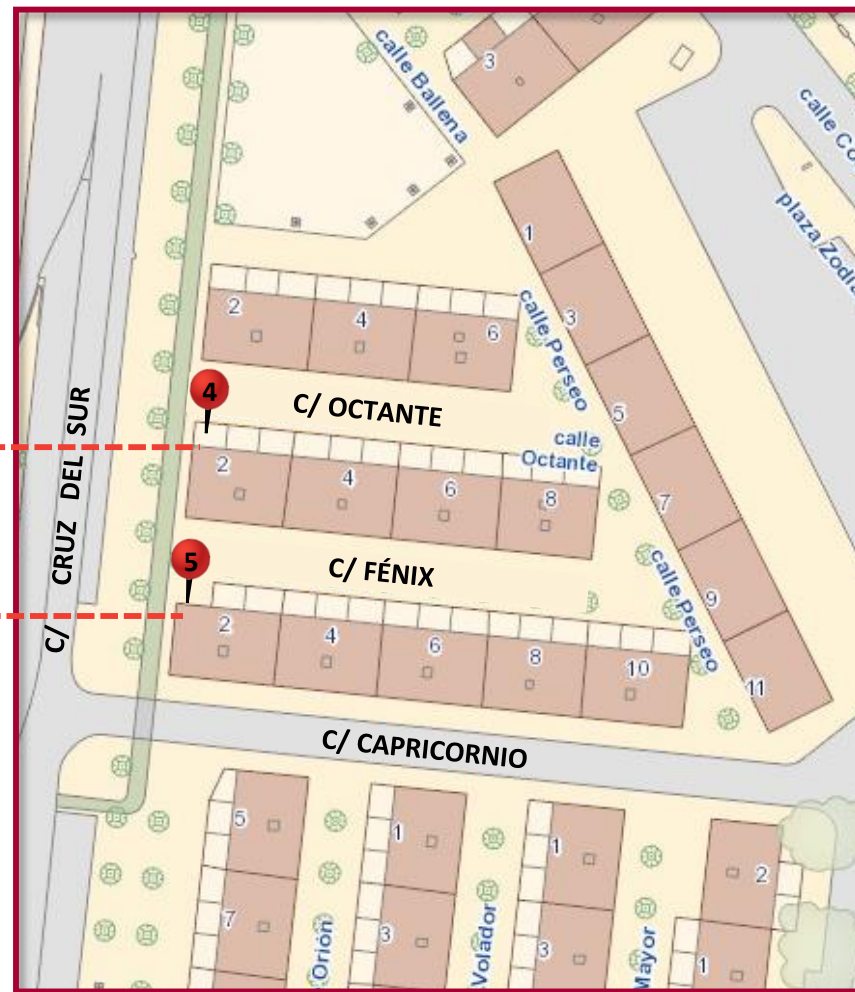 calle Ballena
3
calle Co
plaza Zodia
1
3
5
7
9
11
calle Perseo
2
4
6
4
C/ OCTANTE
calle
Octante
C/ CRUZ DEL SUR
2
4
6
8
5
C/ FÉNIX
calle Perseo
2
4
6
8
10
C/ CAPRICORNIO
5
7
Orión
1
3
Volador
1
3
Mayor
2
1